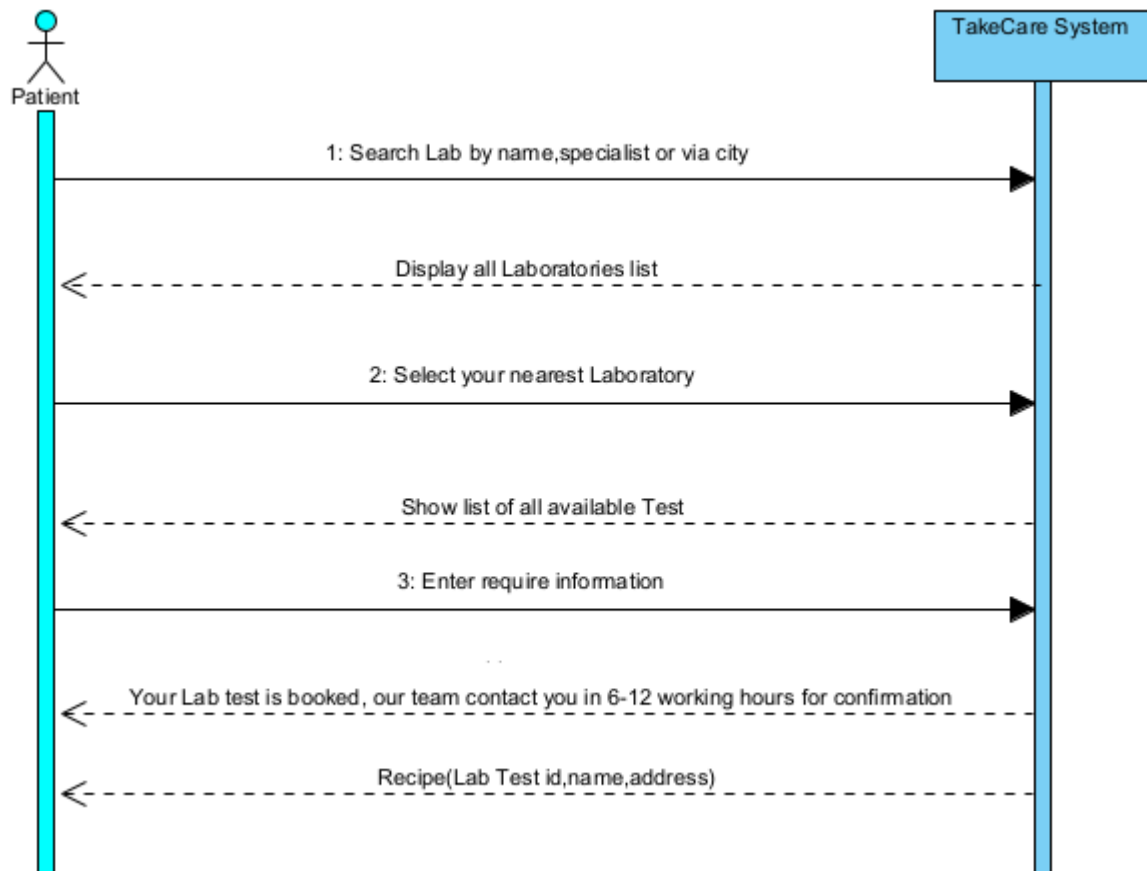 TakeCare System
Patient
1: Search Lab by name,specialist or via city
Display all Laboratories list
2: Select your nearest Laboratory
Show list of all available Test
3: Enter require information
Your Lab test is booked, our team contact you in 6-12 working hours for confirmation
Recipe(Lab Test id,name,address)